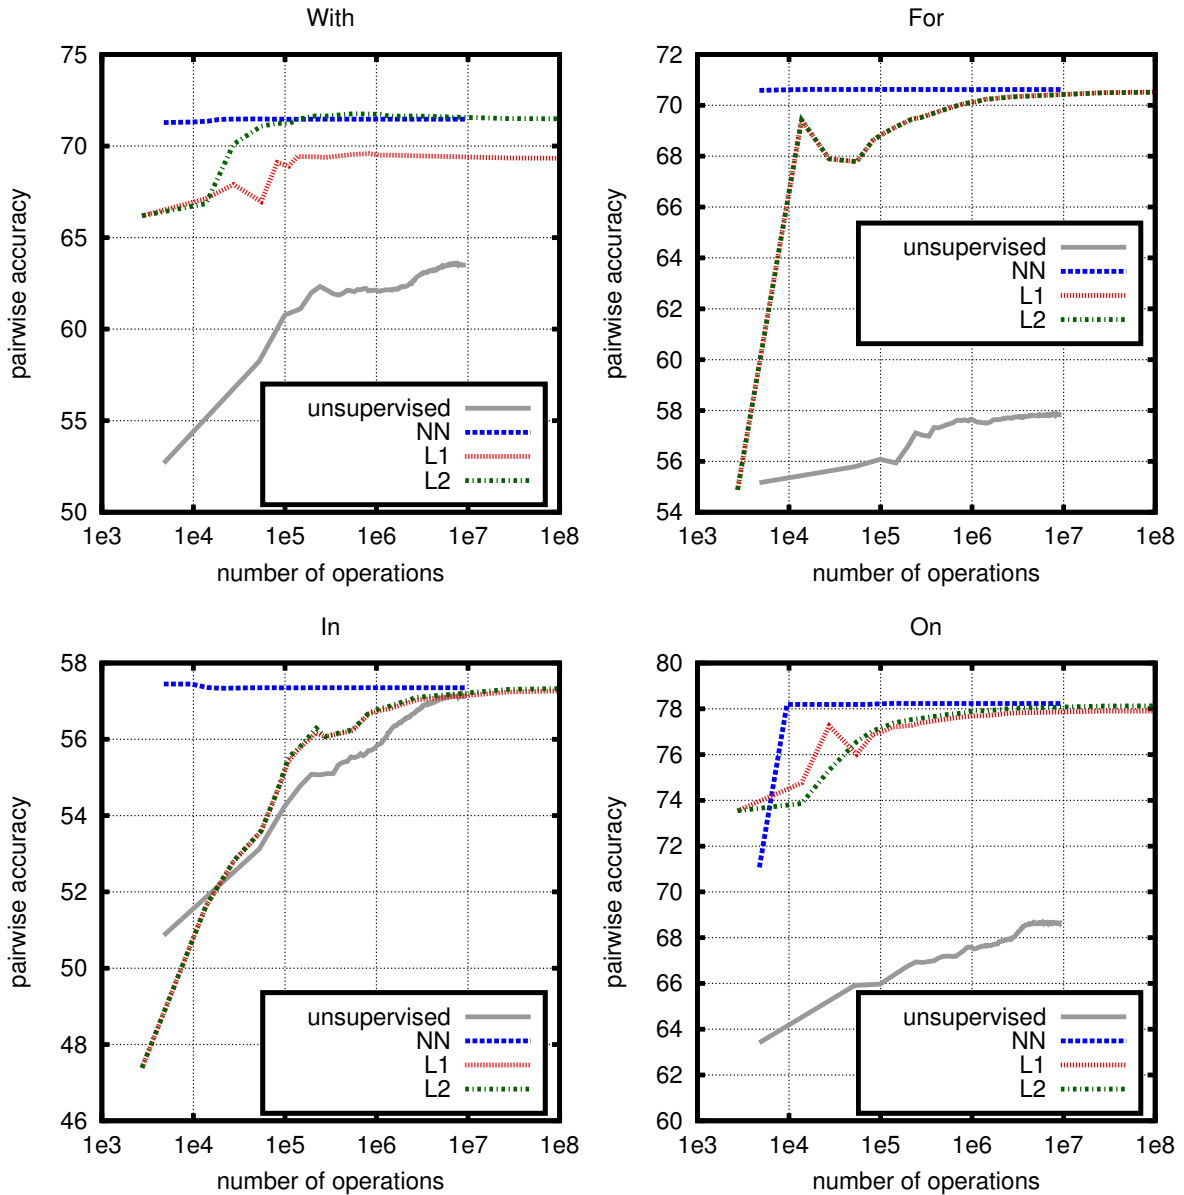 With
pairwise accuracy
75
70
65
60
55
50
unsupervised
NN
L1
L2
1e3 1e4 1e5 1e6 1e7 1e8
number of operations
For
pairwise accuracy
72
70
68
66
64
62
60
58
56
54
unsupervised
NN
L1
L2
1e3 1e4 1e5 1e6 1e7 1e8
number of operations
In
pairwise accuracy
58
56
54
52
50
48
46
unsupervised
NN
L1
L2
1e3 1e4 1e5 1e6 1e7 1e8
number of operations
On
pairwise accuracy
80
78
76
74
72
70
68
66
64
62
60
unsupervised
NN
L1
L2
1e3 1e4 1e5 1e6 1e7 1e8
number of operations